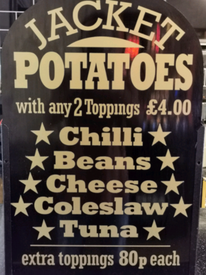 JACKET
POTATOES
with any 2 Toppings £4.00
Chilli
Beans
Cheese
Coleslaw
Tuna
extra toppings 80p each